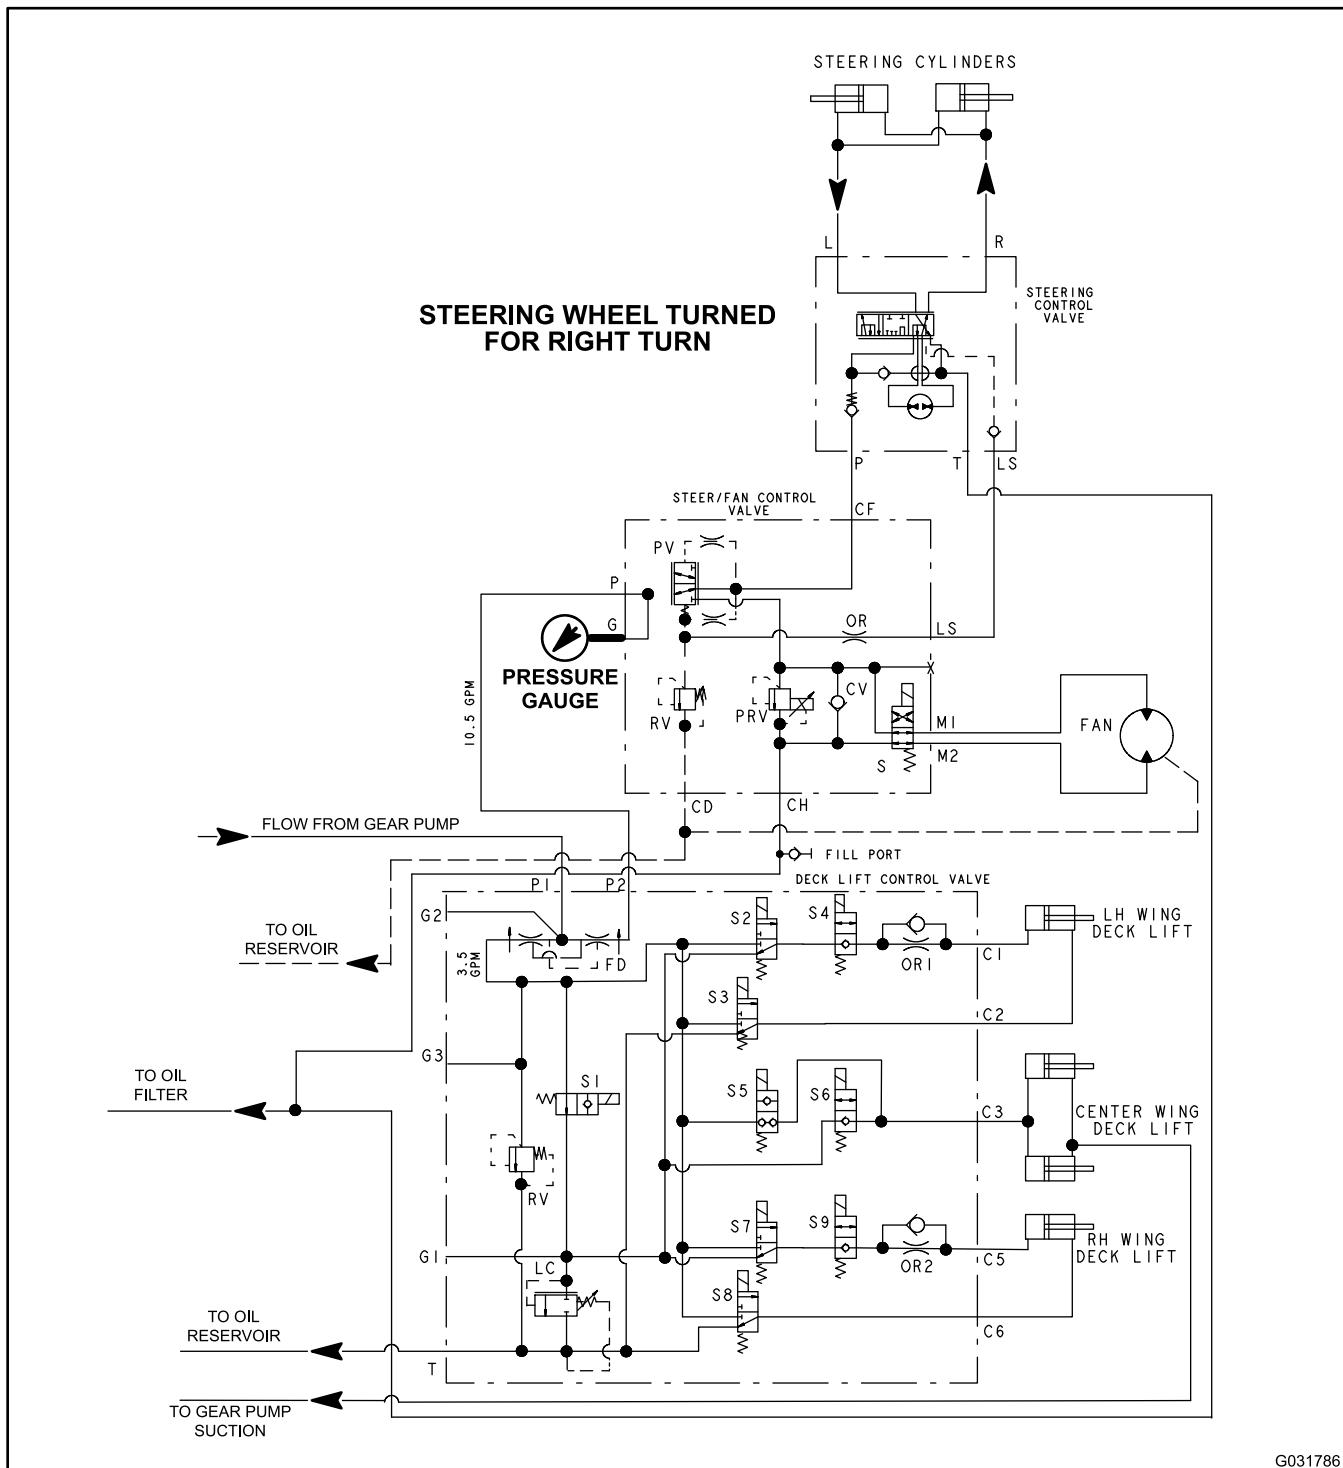 STEERING CYLINDERS
L
R
STEERING
CONTROL
VALVE
STEERING WHEEL TURNED
FOR RIGHT TURN
P
T
LS
STEER/FAN CONTROL
VALVE
CF
PV
P
G
OR
LS
PRESSURE
GAUGE
10.5 GPM
RV
PRV
CV
S
M1
M2
FAN
CD
CH
FLOW FROM GEAR PUMP
FILL PORT
DECK LIFT CONTROL VALVE
P1
P2
G2
TO OIL
RESERVOIR
3.5
GPM
FD
S2
S4
OR1
C1
LH WING
DECK LIFT
S3
C2
G3
TO OIL
FILTER
S1
S5
S6
C3
CENTER WING
DECK LIFT
RV
S7
S9
OR2
C5
RH WING
DECK LIFT
G1
LC
S8
C6
TO OIL
RESERVOIR
T
TO GEAR PUMP
SUCTION
G031786